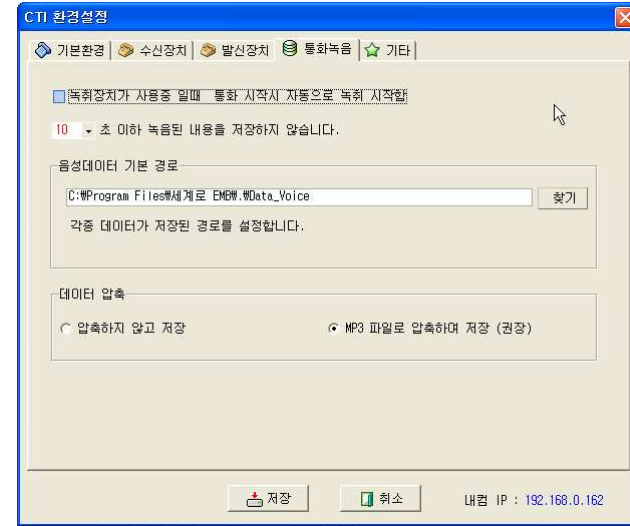 CTI 환경설정
기본환경 수신장치 발신장치 통화녹음 기타
녹취장치가 사용중 일때 통화 시작시 자동으로 녹취 시작함
10 초 이하 녹음된 내용을 저장하지 않습니다.
음성데이터 기본 경로
C:₩Program Files₩세계로 EMB₩.₩Data_Voice 찾기
각종 데이터가 저장된 경로를 설정합니다.
데이터 압축
압축하지 않고 저장 MP3 파일로 압축하여 저장 (권장)
저장 취소 내컴 IP : 192.168.0.162